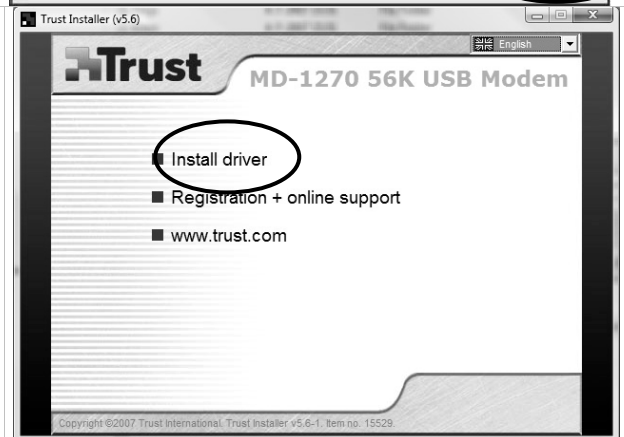 Trust Installer (v5.6)
English
Trust
MD-1270 56K USB Modem
Install driver
Registration + online support
www.trust.com
Copyright ©2007 Trust International. Trust Installer v5.6-1. Item no. 15529.